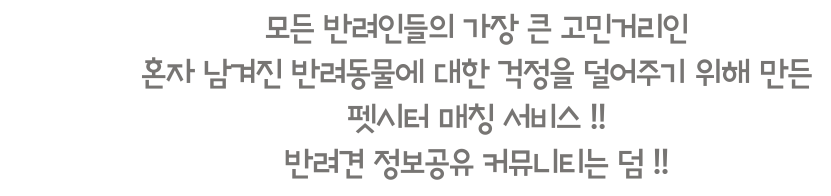 모든 반려인들의 가장 큰 고민거리인
혼자 남겨진 반려동물에 대한 걱정을 덜어주기 위해 만든
펫시터 매칭 서비스 !!
반려견 정보공유 커뮤니티는 덤 !!